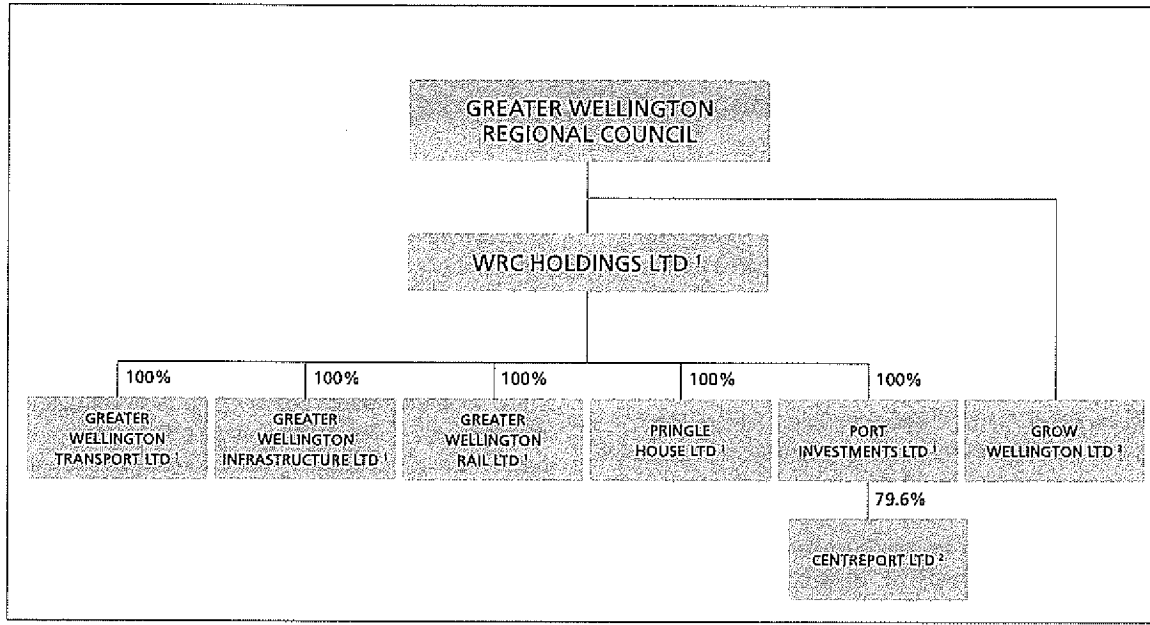 GREATER WELLINGTON
REGIONAL COUNCIL
WRC HOLDINGS LTD ¹
100%
100%
100%
100%
100%
GREATER
WELLINGTON
TRANSPORT LTD ¹
GREATER
WELLINGTON
INFRASTRUCTURE LTD ¹
GREATER
WELLINGTON
RAIL LTD ¹
PRINGLE
HOUSE LTD ¹
PORT
INVESTMENTS LTD ¹
GROW
WELLINGTON LTD ³
79.6%
CENTREPORT LTD ²